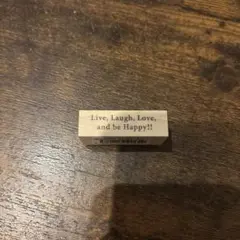 Live, Laugh, Love,
and be Happy!!